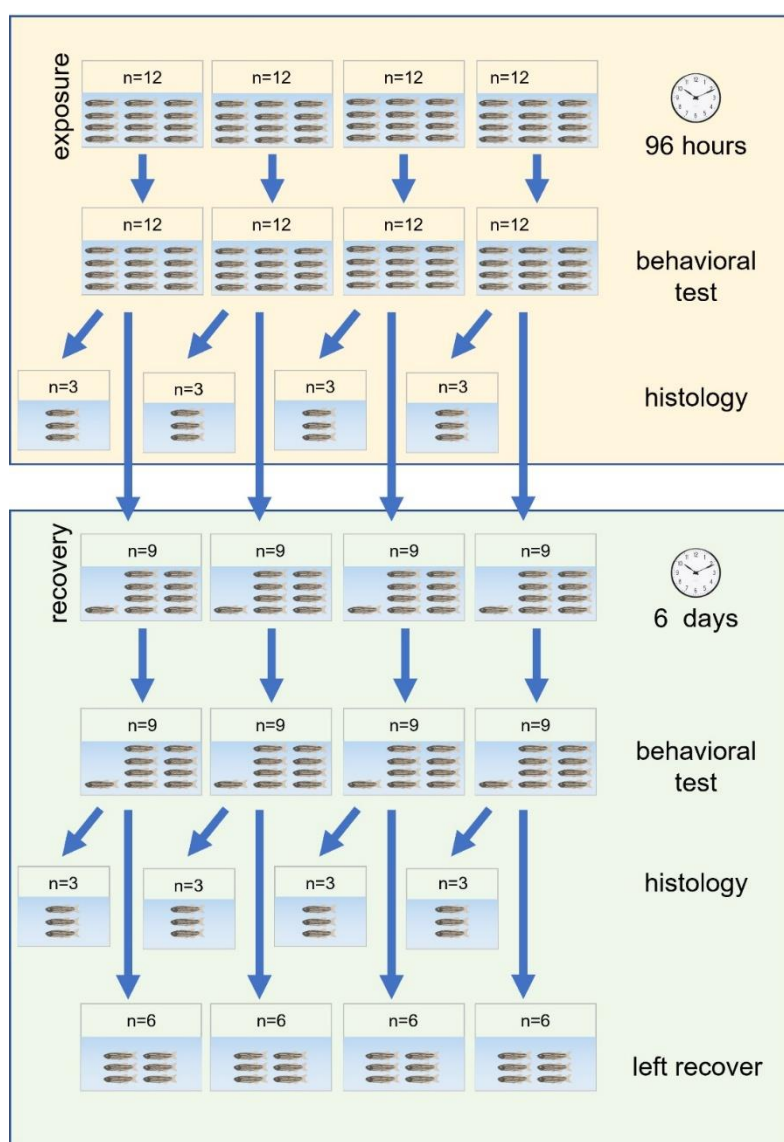 exposure
n=12 n=12 n=12 n=12
96 hours
n=12 n=12 n=12 n=12
behavioral
test
n=3 n=3 n=3 n=3
histology
recovery
n=9 n=9 n=9 n=9
6 days
n=9 n=9 n=9 n=9
behavioral
test
n=3 n=3 n=3 n=3
histology
n=6 n=6 n=6 n=6
left recover